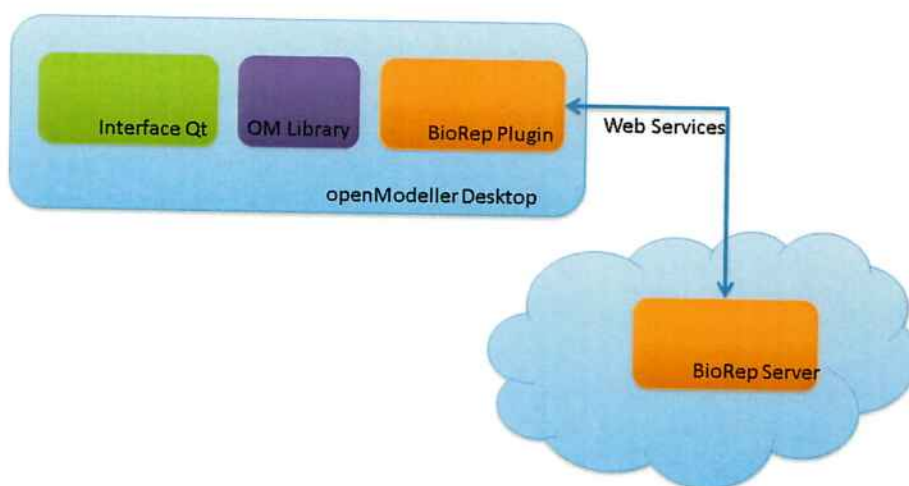 Interface Qt
OM Library
BioRep Plugin
Web Services
openModeller Desktop
BioRep Server